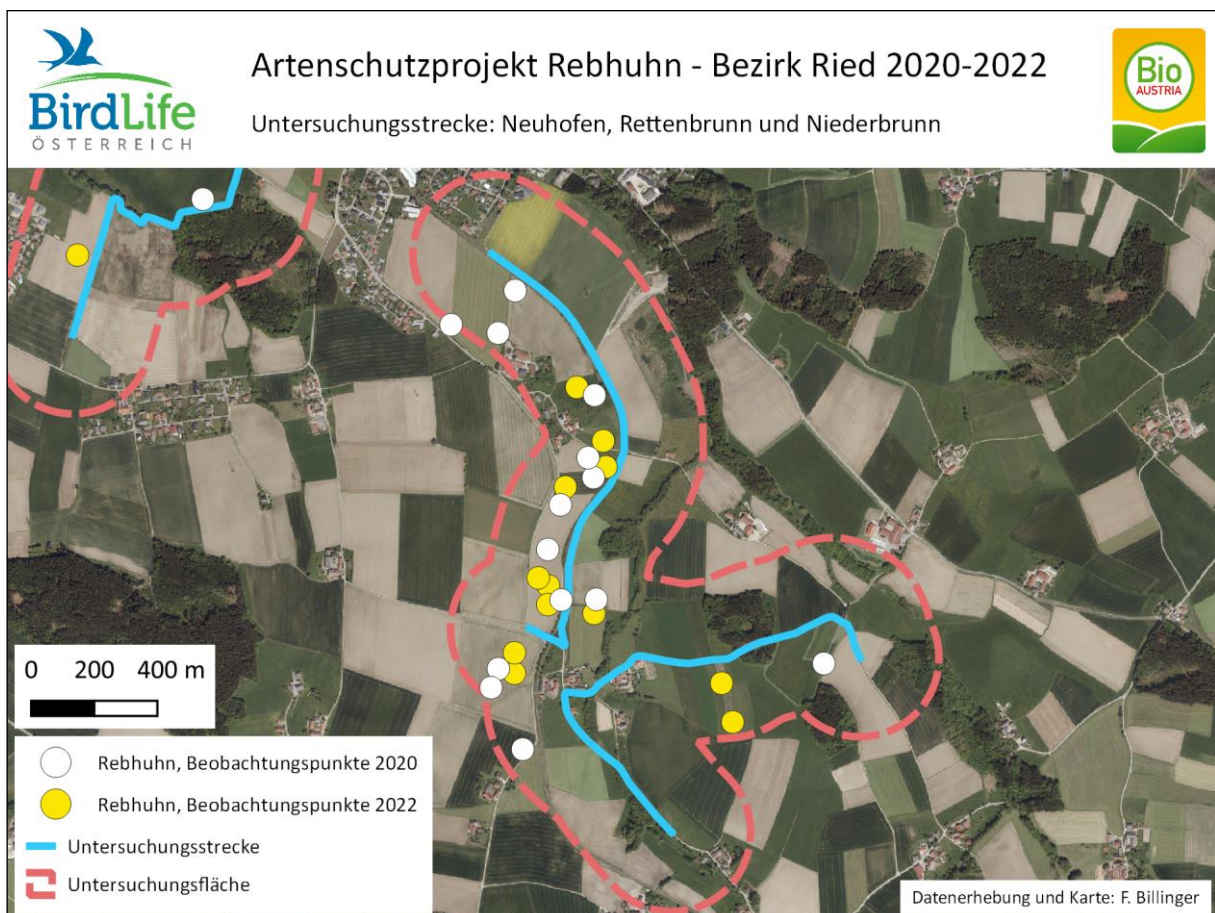 BirdLife
ÖSTERREICH
Artenschutzprojekt Rebhuhn - Bezirk Ried 2020-2022
Untersuchungsstrecke: Neuhofen, Rettenbrunn und Niederbrunn
Bio
AUSTRIA
0 200 400 m
Rebhuhn, Beobachtungspunkte 2020
Rebhuhn, Beobachtungspunkte 2022
Untersuchungsstrecke
Untersuchungsfläche
Datenerhebung und Karte: F. Billinger